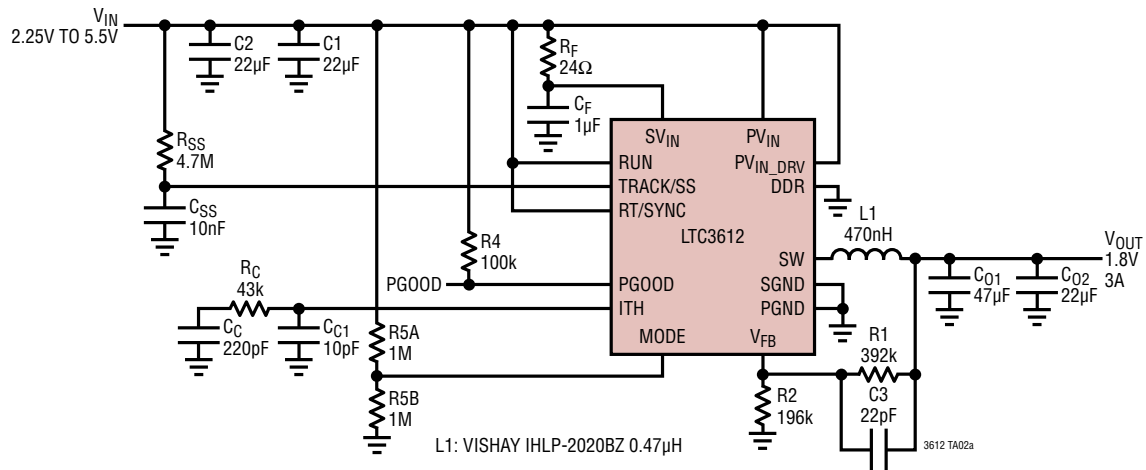 VIN
2.25V TO 5.5V
C2
22µF
C1
22µF
RF
24Ω
CF
1µF
RSS
4.7M
CSS
10nF
SVIN
PVIN
RUN
PVIN_DRV
TRACK/SS
DDR
RT/SYNC
LTC3612
L1
470nH
SW
VOUT
1.8V
3A
R4
100k
PGOOD
PGOOD
SGND
ITH
PGND
MODE
VFB
CO1
47µF
CO2
22µF
RC
43k
CC
220pF
CC1
10pF
R5A
1M
R5B
1M
R1
392k
C3
22pF
R2
196k
L1: VISHAY IHLP-2020BZ 0.47µH
3612 TA02a